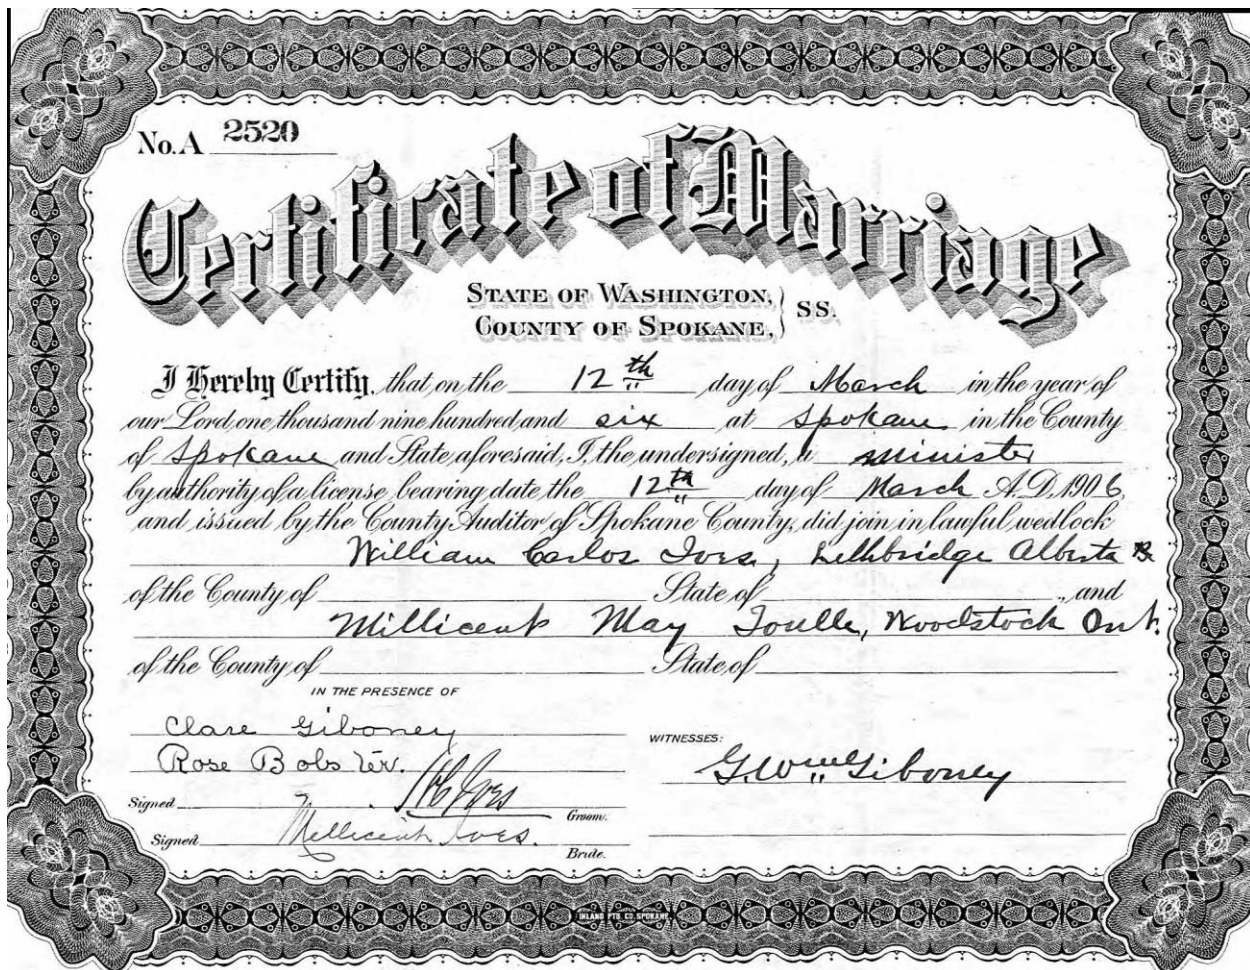 No. A 2520
Certificate of Marriage
STATE OF WASHINGTON,
COUNTY OF SPOKANE, } SS.
I Hereby Certify, that on the 12th day of March in the year of
our Lord, one thousand nine hundred and six at Spokane in the County
of Spokane and State aforesaid, I, the undersigned, a minister
by authority of a license bearing date the 12th day of March A.D. 1906,
and issued by the County Auditor of Spokane County, did join in lawful wedlock
William Carlos Ives, Lethbridge Alberta
of the County of State of , and
Millicent May , Woodstock Ont.
of the County of State of
IN THE PRESENCE OF
Clare Giboney
Rose
WITNESSES:
G. Wm Giboney
Signed W C Ives Groom.
Signed Millicent Ives. Bride.
INLAND PTG. CO. SPOKANE.